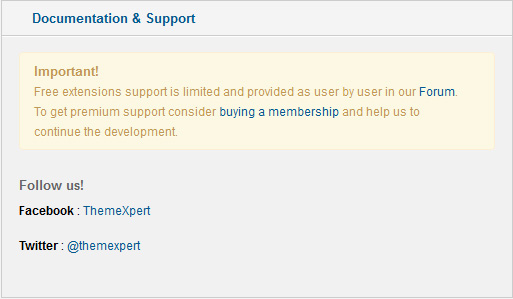 Documentation & Support
Important!
Free extensions support is limited and provided as user by user in our Forum.
To get premium support consider buying a membership and help us to
continue the development.
Follow us!
Facebook : ThemeXpert
Twitter : @themexpert